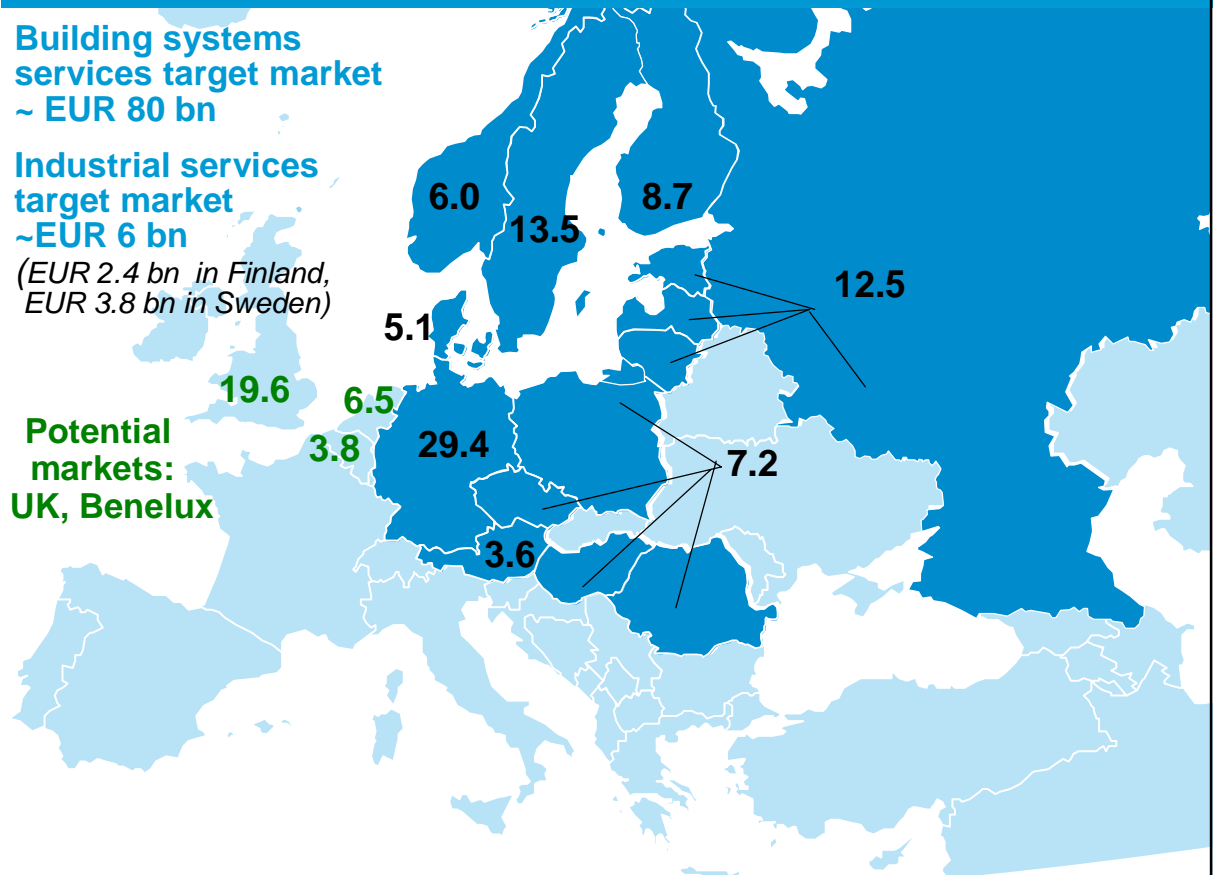 Building systems
services target market
~ EUR 80 bn
Industrial services
target market
~EUR 6 bn
(EUR 2.4 bn in Finland,
EUR 3.8 bn in Sweden)
6.0
13.5
8.7
12.5
5.1
19.6
6.5
3.8
29.4
7.2
3.6
Potential
markets:
UK, Benelux